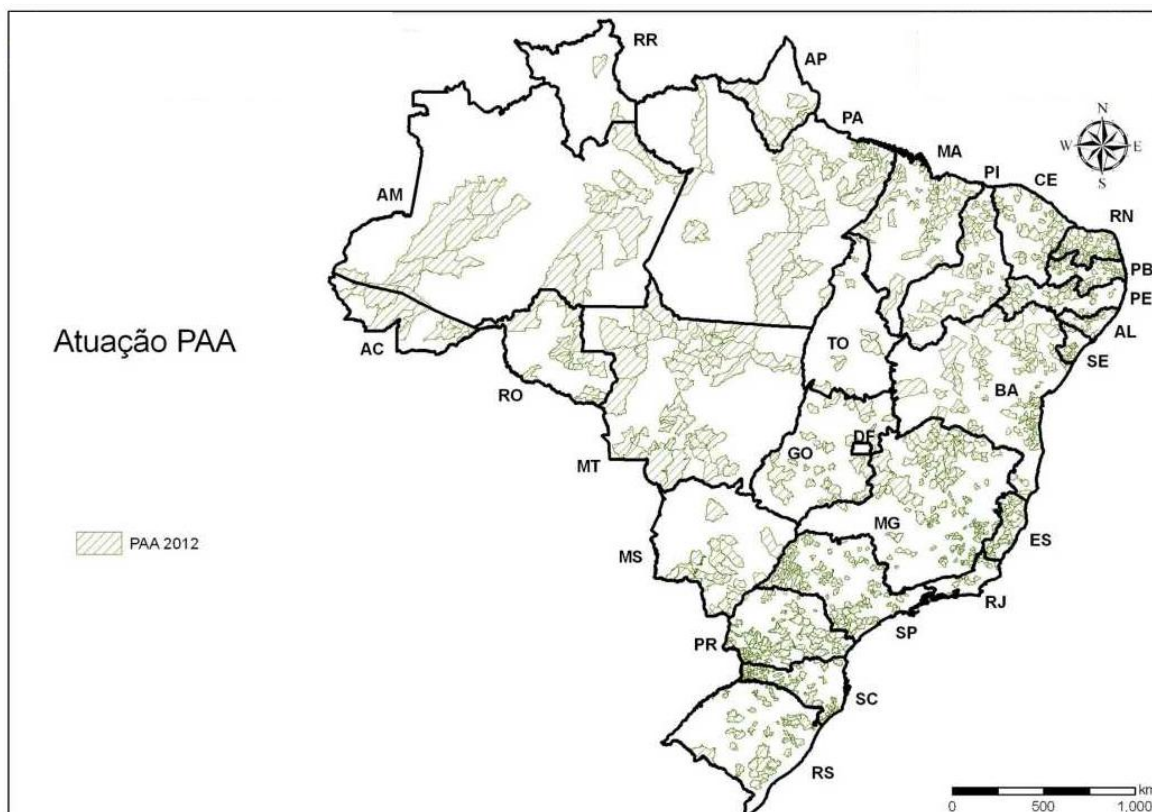 RR
AP
PA
MA
PI
CE
RN
PB
PE
AL
SE
BA
AM
AC
RO
TO
MT
GO
DF
MG
ES
MS
RJ
SP
PR
SC
RS
N
W E
S
Atuação PAA
PAA 2012
km
0 500 1.000